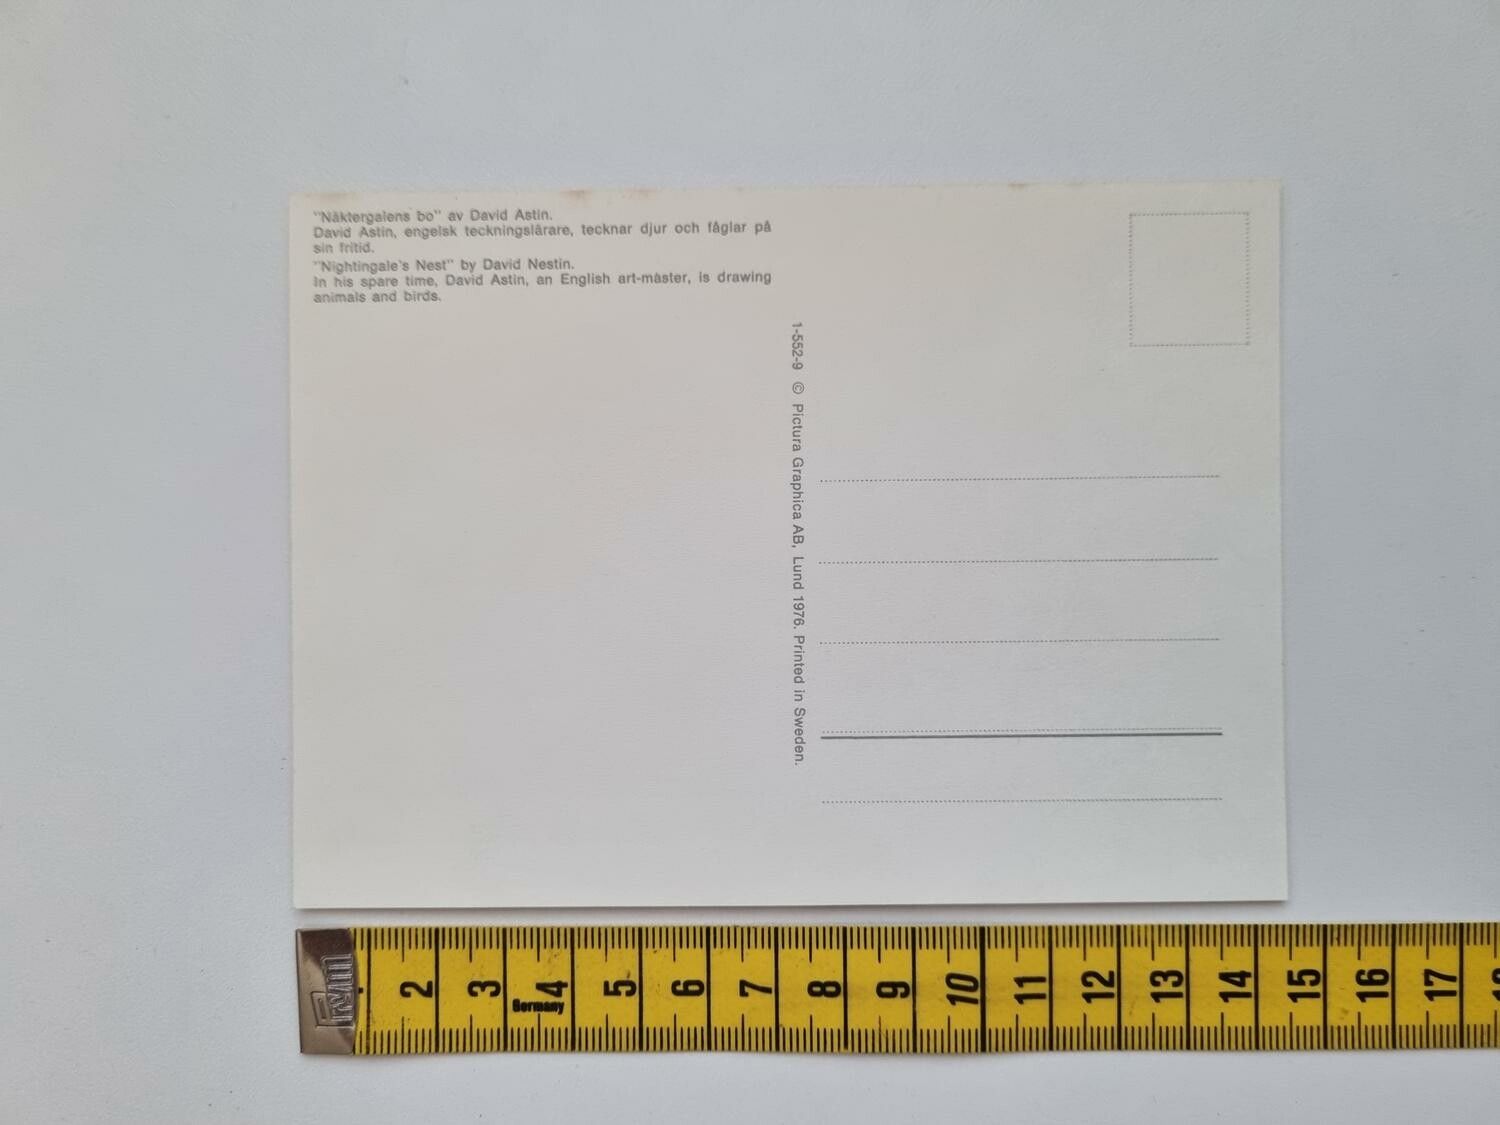 "Näktergalens bo" av David Astin.
David Astin, engelsk teckningslärare, tecknar djur och fåglar på
sin fritid.
"Nightingale's Nest" by David Nestin.
In his spare time, David Astin, an English art-master, is drawing
animals and birds.
1-552-9 © Pictura Graphica AB, Lund 1976. Printed in Sweden.
Prym
2 3 4 5 6 7 8 9 10 11 12 13 14 15 16 17 18
Germany